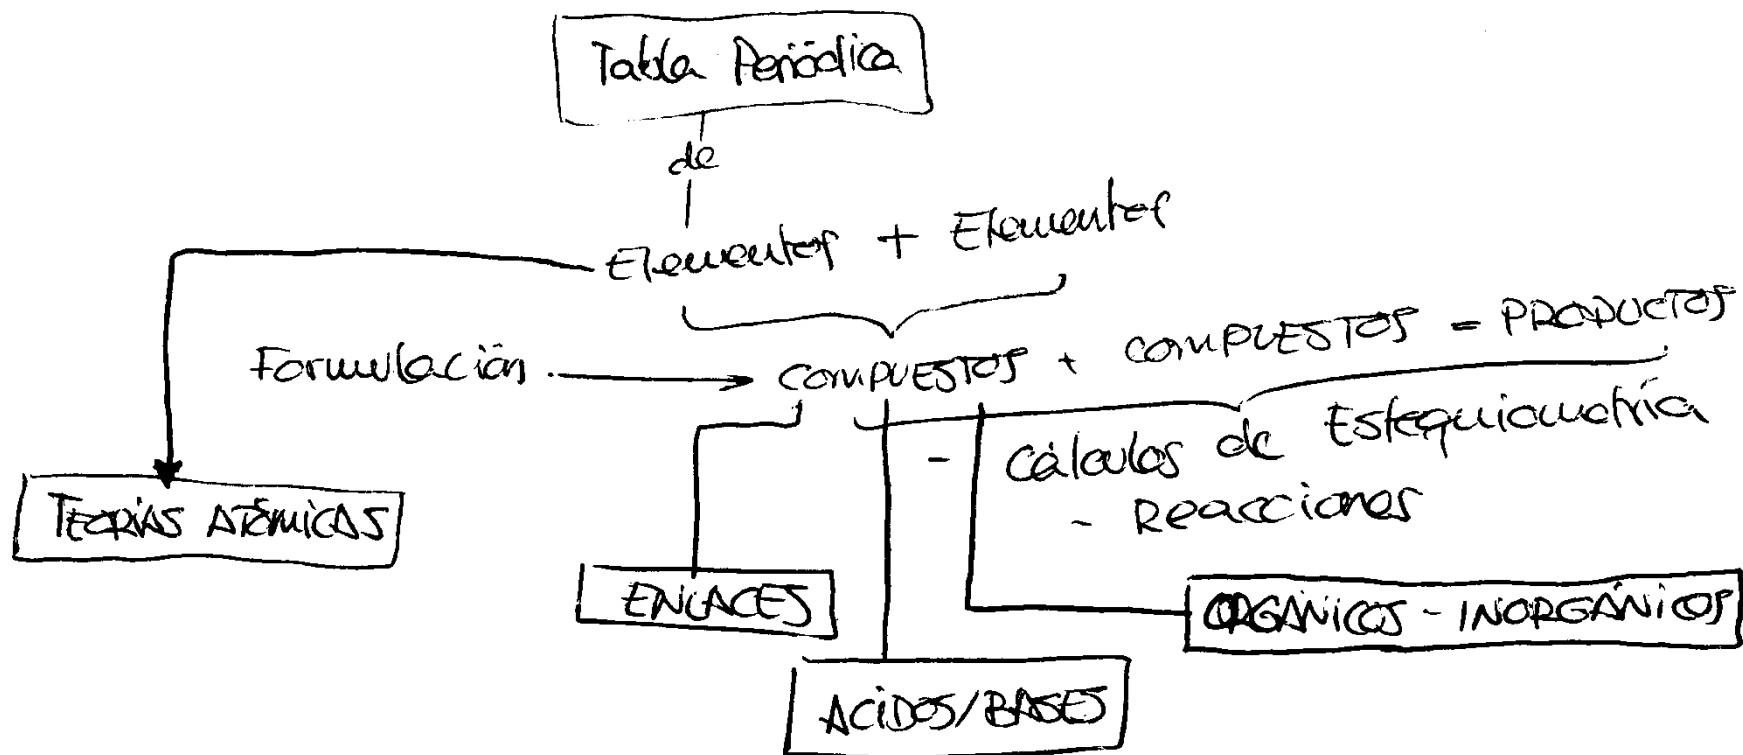 Tabla Periódica
de
Elementos + Elementos
Formulación → COMPUESTOS + COMPUESTOS = PRODUCTOS
- Cálculos de Estequiometría
- Reacciones
TEORÍAS ATÓMICAS
ENLACES
ORGÁNICOS - INORGÁNICOS
ACIDOS/BASES